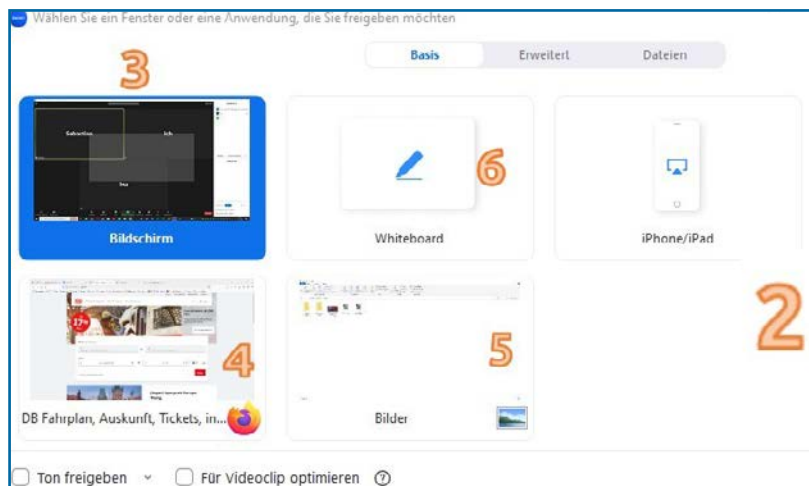 Wählen Sie ein Fenster oder eine Anwendung, die Sie freigeben möchten
Basis Erweitert Dateien
3
Bildschirm
6
Whiteboard
iPhone/iPad
2
4
DB Fahrplan, Auskunft, Tickets, in...
5
Bilder
Ton freigeben
Für Videoclip optimieren ?